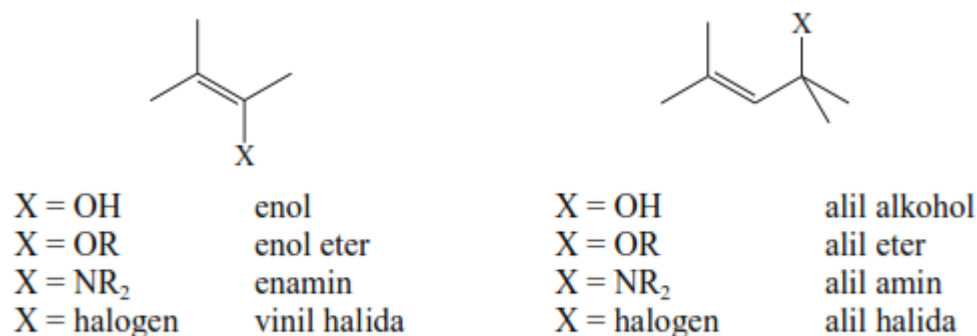 X
X
X = OH enol
X = OR enol eter
X = NR₂ enamin
X = halogen vinil halida
X = OH alil alkohol
X = OR alil eter
X = NR₂ alil amin
X = halogen alil halida